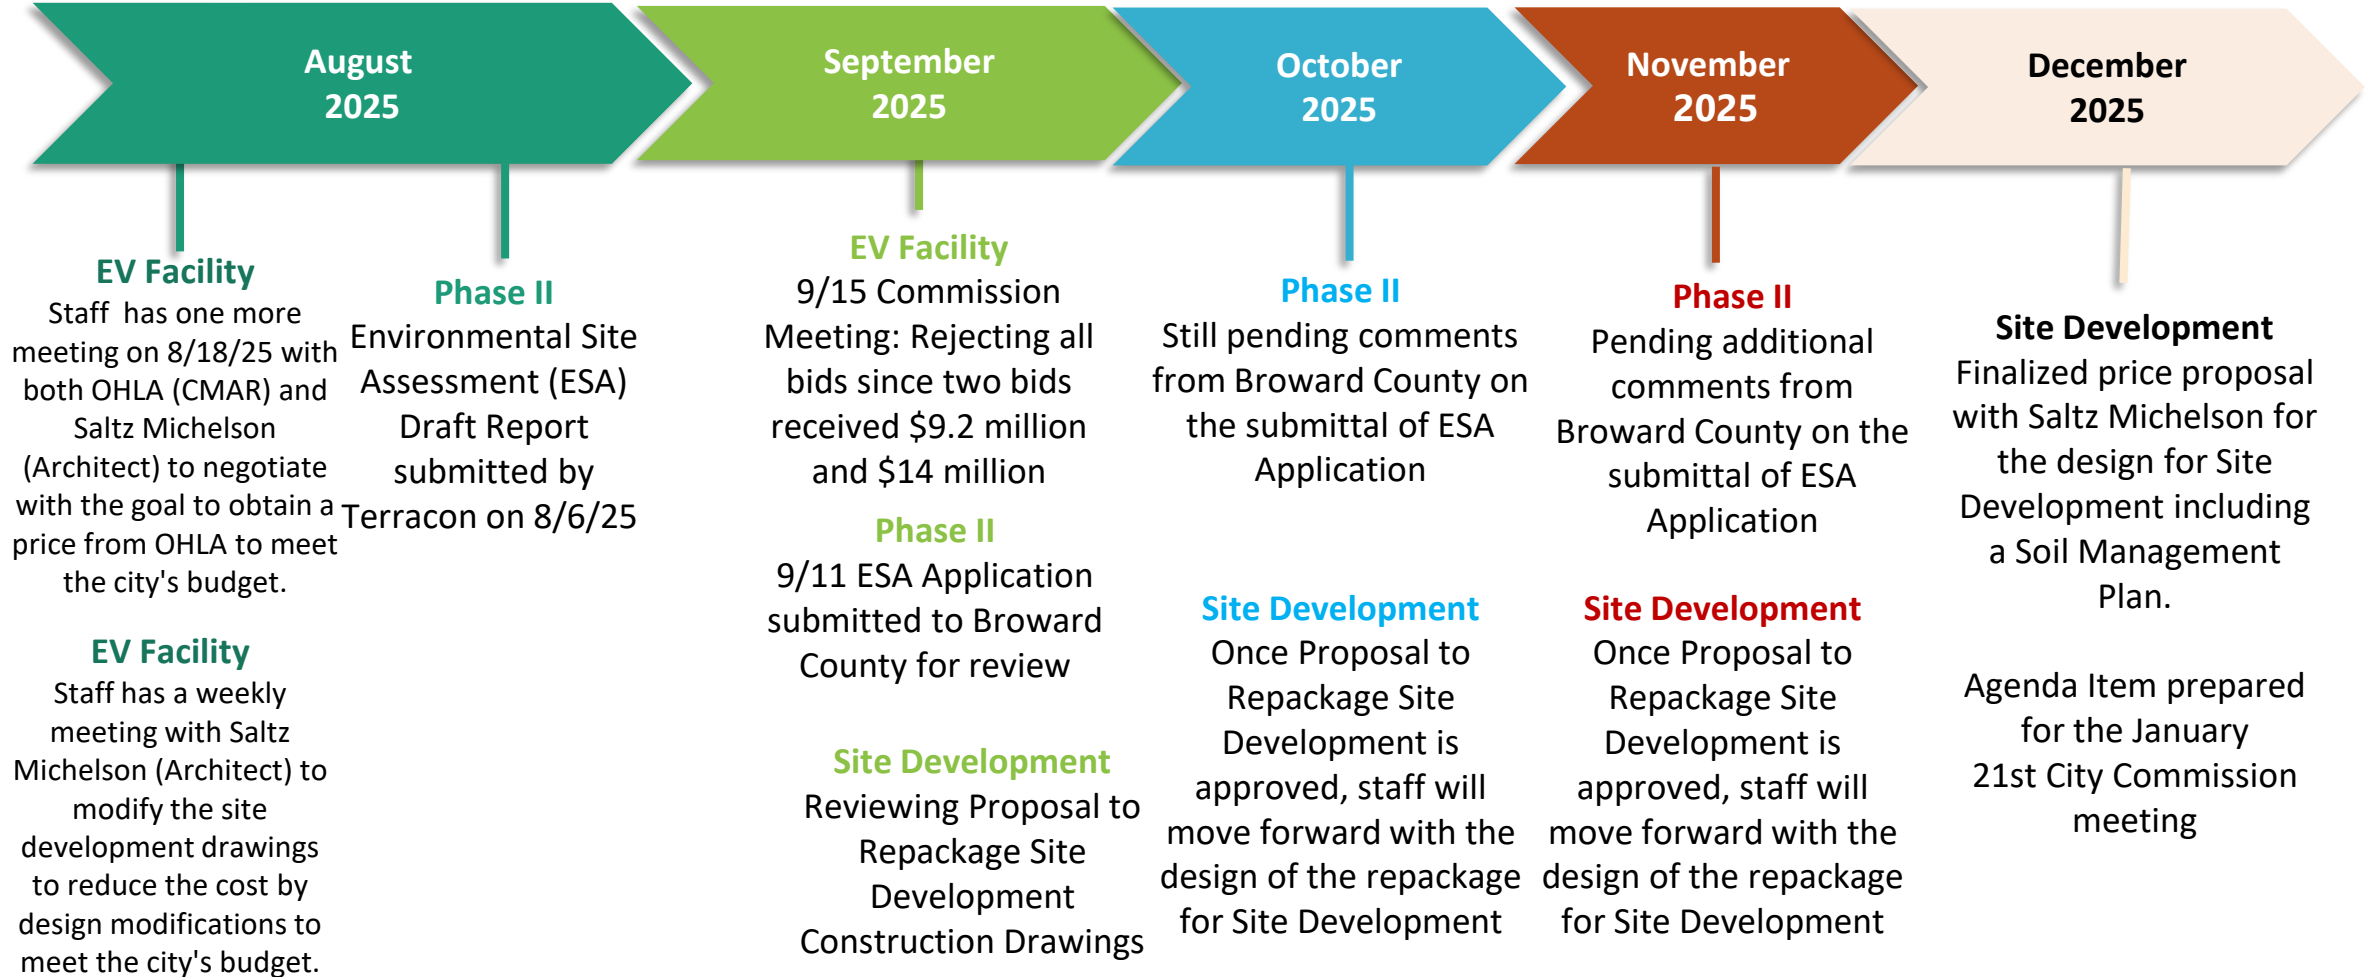 August
2025
September
2025
October
2025
November
2025
December
2025
EV Facility
Staff has one more
meeting on 8/18/25 with
both OHLA (CMAR) and
Saltz Michelson
(Architect) to negotiate
with the goal to obtain a
price from OHLA to meet
the city's budget.
EV Facility
Staff has a weekly
meeting with Saltz
Michelson (Architect) to
modify the site
development drawings
to reduce the cost by
design modifications to
meet the city's budget.
Phase II
Environmental Site
Assessment (ESA)
Draft Report
submitted by
Terracon on 8/6/25
EV Facility
9/15 Commission
Meeting: Rejecting all
bids since two bids
received $9.2 million
and $14 million
Phase II
9/11 ESA Application
submitted to Broward
County for review
Site Development
Reviewing Proposal to
Repackage Site
Development
Construction Drawings
Phase II
Still pending comments
from Broward County on
the submittal of ESA
Application
Site Development
Once Proposal to
Repackage Site
Development is
approved, staff will
move forward with the
design of the repackage
for Site Development
Phase II
Pending additional
comments from
Broward County on the
submittal of ESA
Application
Site Development
Once Proposal to
Repackage Site
Development is
approved, staff will
move forward with the
design of the repackage
for Site Development
Site Development
Finalized price proposal
with Saltz Michelson for
the design for Site
Development including
a Soil Management
Plan.
Agenda Item prepared
for the January
21st City Commission
meeting